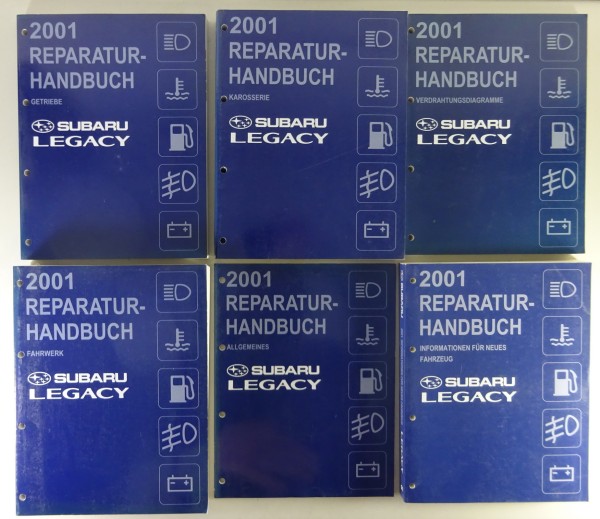 2001
REPARATUR-
HANDBUCH
GETRIEBE
SUBARU
LEGACY
2001
REPARATUR-
HANDBUCH
KAROSSERIE
SUBARU
LEGACY
2001
REPARATUR-
HANDBUCH
VERDRAHTUNGSDIAGRAMME
SUBARU
LEGACY
2001
REPARATUR-
HANDBUCH
FAHRWERK
SUBARU
LEGACY
2001
REPARATUR-
HANDBUCH
ALLGEMEINES
SUBARU
LEGACY
2001
REPARATUR-
HANDBUCH
INFORMATIONEN FÜR NEUES
FAHRZEUG
SUBARU
LEGACY